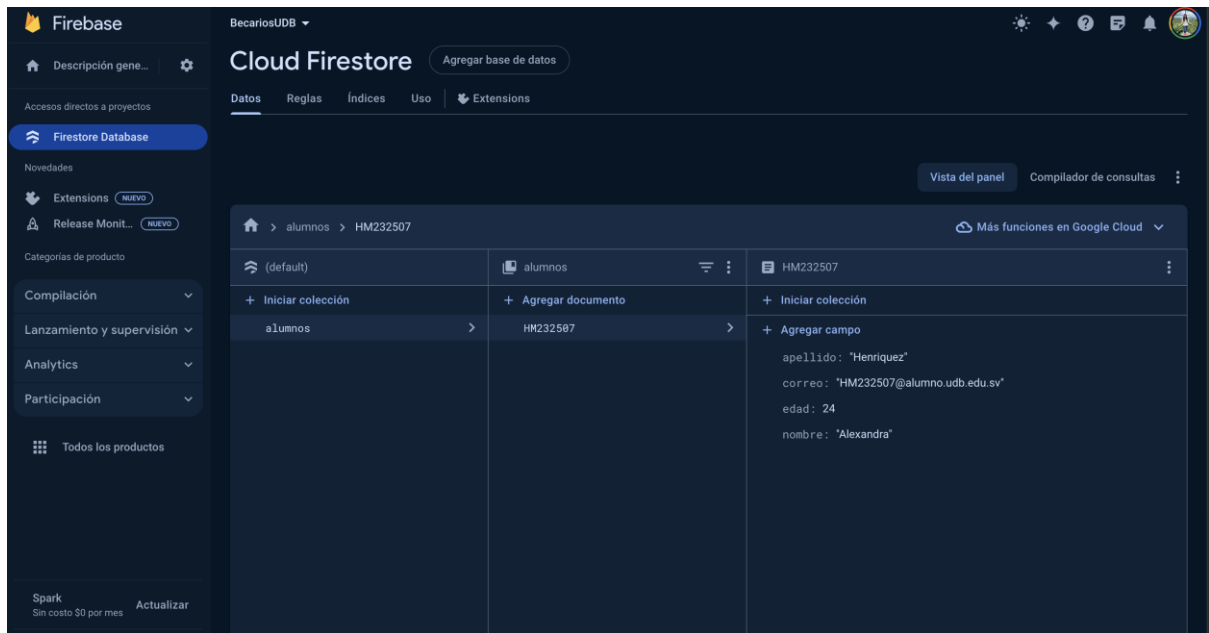 Firebase
Descripción gene...
Accesos directos a proyectos
Firestore Database
Novedades
Extensions NUEVO
Release Monit... NUEVO
Categorías de producto
Compilación
Lanzamiento y supervisión
Analytics
Participación
Todos los productos
Spark
Sin costo $0 por mes
Actualizar
BecariosUDB
Cloud Firestore
Agregar base de datos
Datos Reglas Índices Uso Extensions
Vista del panel Compilador de consultas
alumnos > HM232507
Más funciones en Google Cloud
(default)
+ Iniciar colección
alumnos
alumnos
+ Agregar documento
HM232507
HM232507
+ Iniciar colección
+ Agregar campo
apellido: "Henriquez"
correo: "HM232507@alumno.udb.edu.sv"
edad: 24
nombre: "Alexandra"